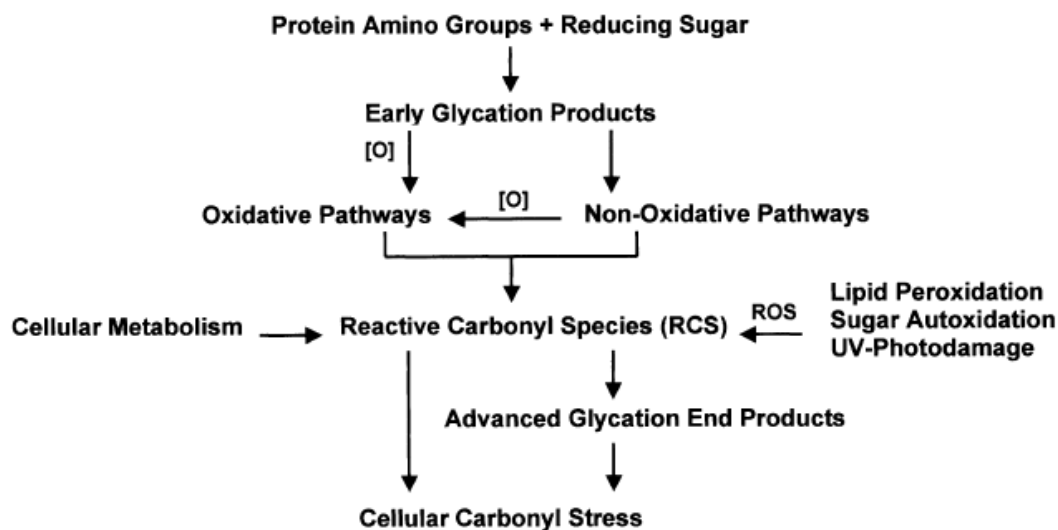 Protein Amino Groups + Reducing Sugar
Early Glycation Products
[O]
[O]
Oxidative Pathways
Non-Oxidative Pathways
Cellular Metabolism
Reactive Carbonyl Species (RCS)
ROS
Lipid Peroxidation
Sugar Autoxidation
UV-Photodamage
Advanced Glycation End Products
Cellular Carbonyl Stress